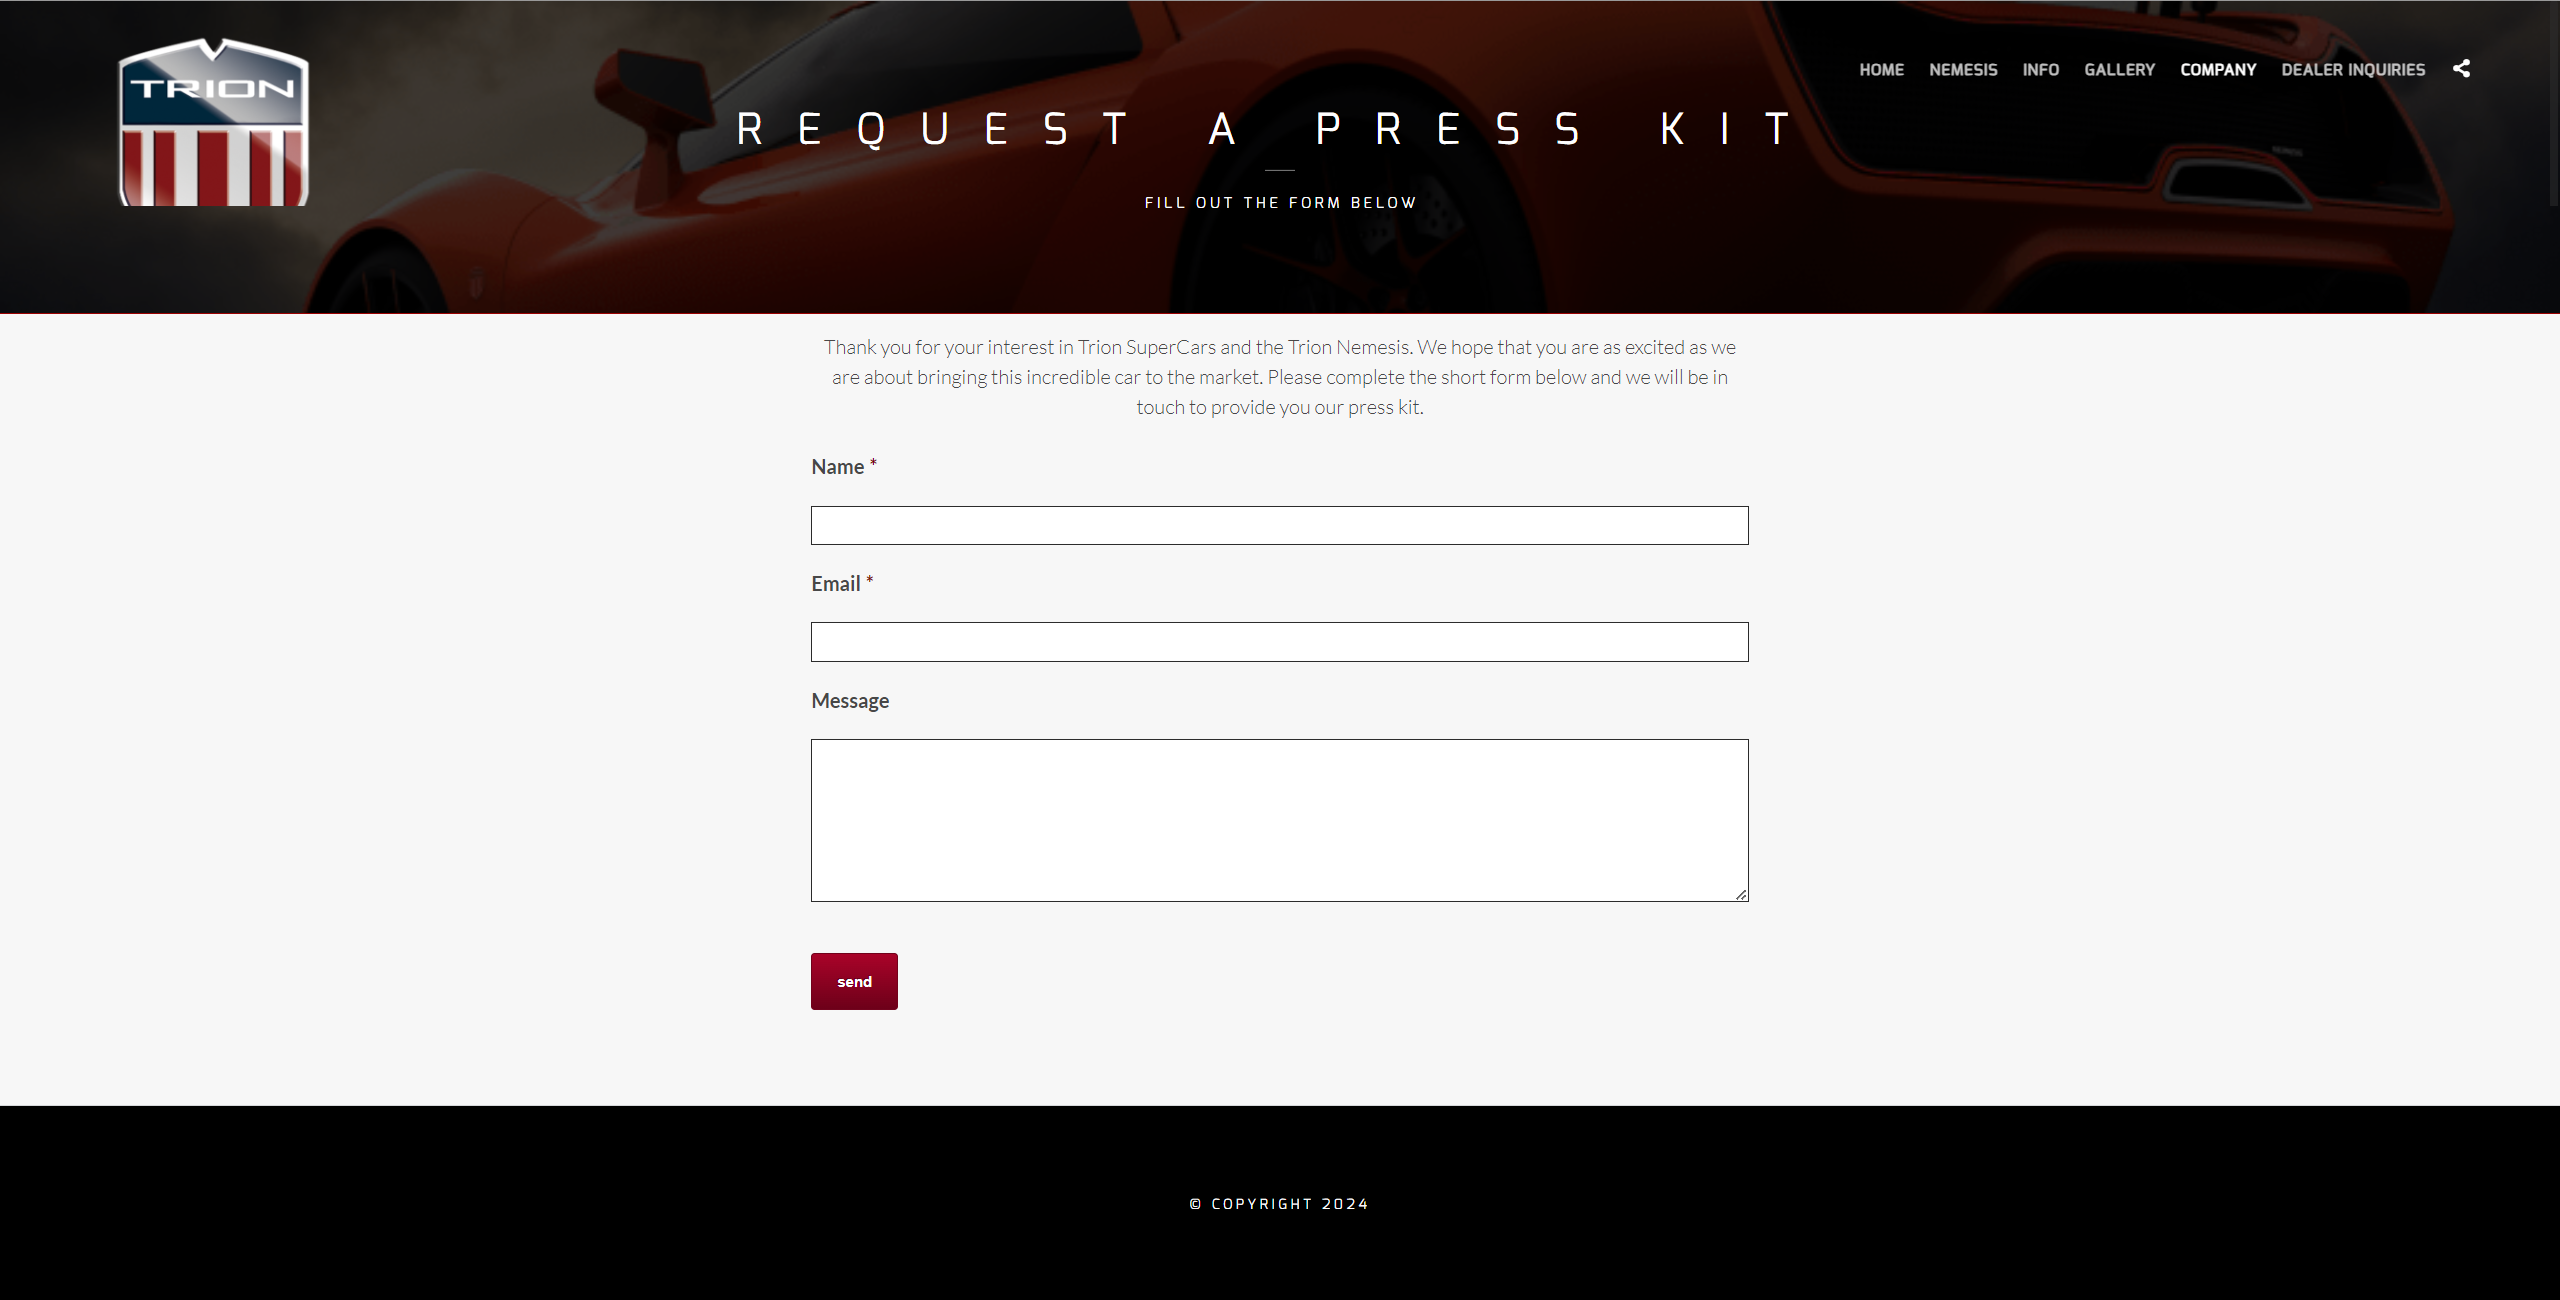 TRION
HOME NEMESIS INFO GALLERY COMPANY DEALER INQUIRIES
REQUEST A PRESS KIT
FILL OUT THE FORM BELOW
Thank you for your interest in Trion SuperCars and the Trion Nemesis. We hope that you are as excited as we
are about bringing this incredible car to the market. Please complete the short form below and we will be in
touch to provide you our press kit.
Name *
Email *
Message
send
© COPYRIGHT 2024